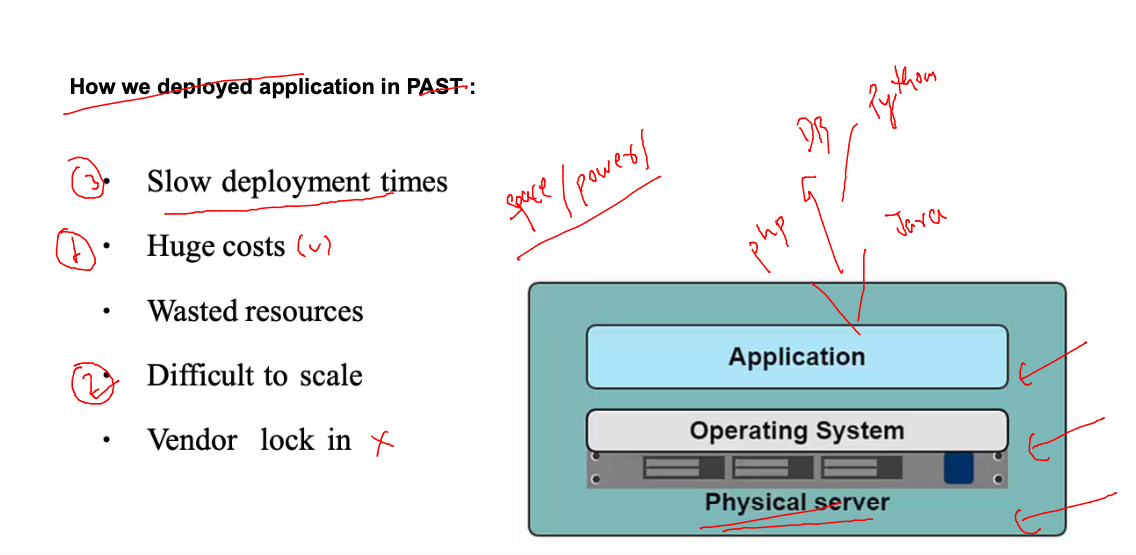 How we deployed application in PAST :
③ • Slow deployment times
① • Huge costs (v)
• Wasted resources
② • Difficult to scale
• Vendor lock in x
space / power/
DB
Python
php
Java
Application
Operating System
Physical server